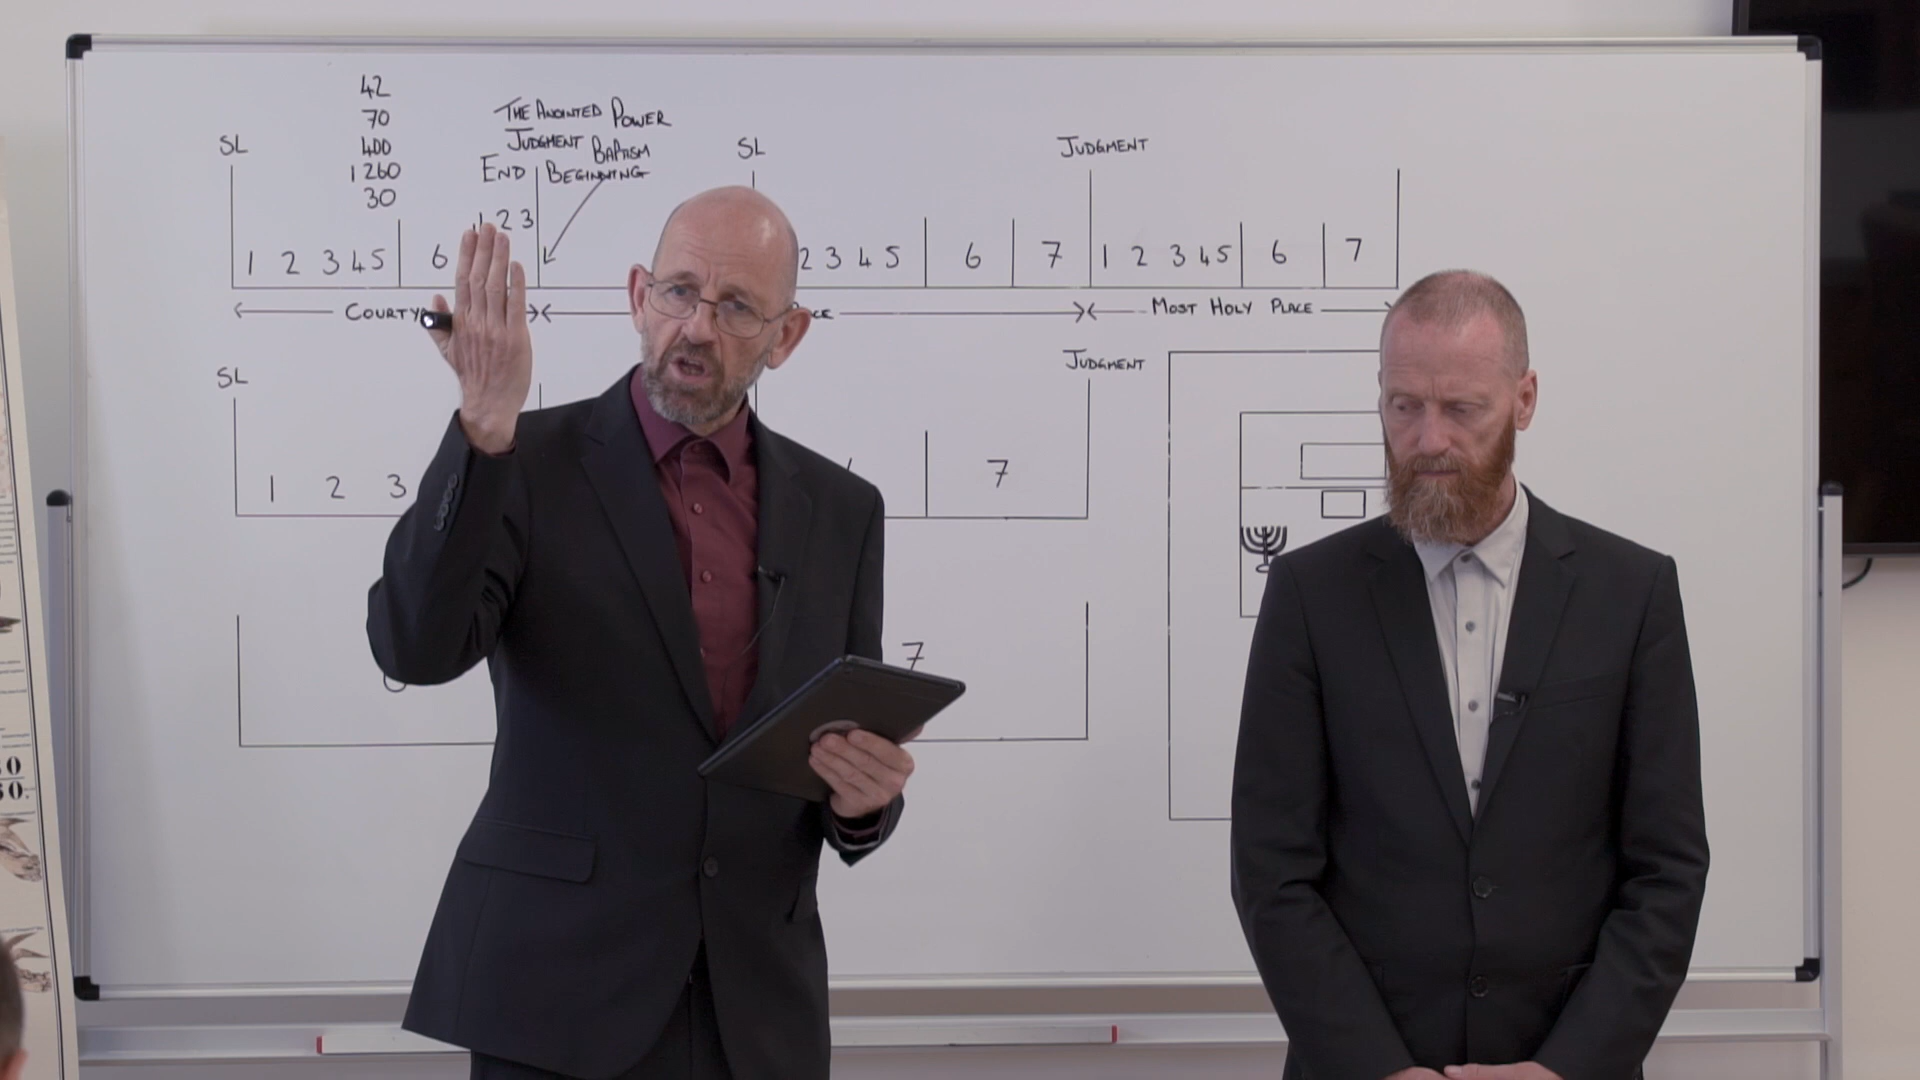 42
70
400
1260
30
THE ANOINTED POWER
JUDGMENT BAPTISM
END BEGINNING
SL
SL
JUDGMENT
1 2 3
1 2 3 4 5 6
2 3 4 5 6 7
1 2 3 4 5 6 7
MOST HOLY PLACE
SL
JUDGMENT
1 2 3
7
7